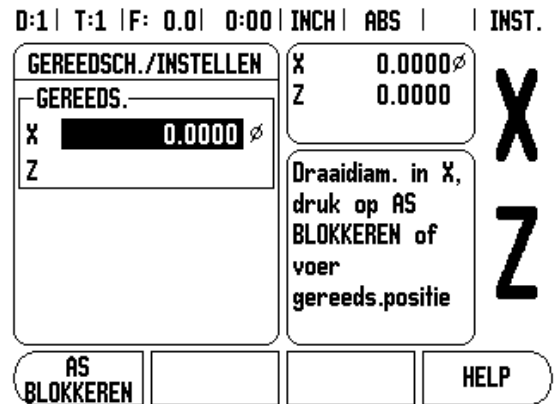 D:1| T:1 |F: 0.0| 0:00|INCH| ABS | | INST.
GEREEDSCH./INSTELLEN
GEREEDS.
X 0.0000 ∅
Z
X 0.0000∅
Z 0.0000
Draaidiam. in X,
druk op AS
BLOKKEREN of
voer
gereeds.positie
X
Z
AS
BLOKKEREN
HELP